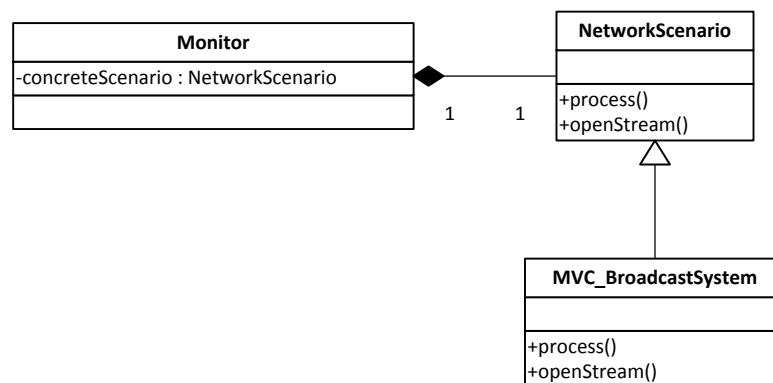 Monitor
-concreteScenario : NetworkScenario
1
1
NetworkScenario
+process()
+openStream()
MVC_BroadcastSystem
+process()
+openStream()